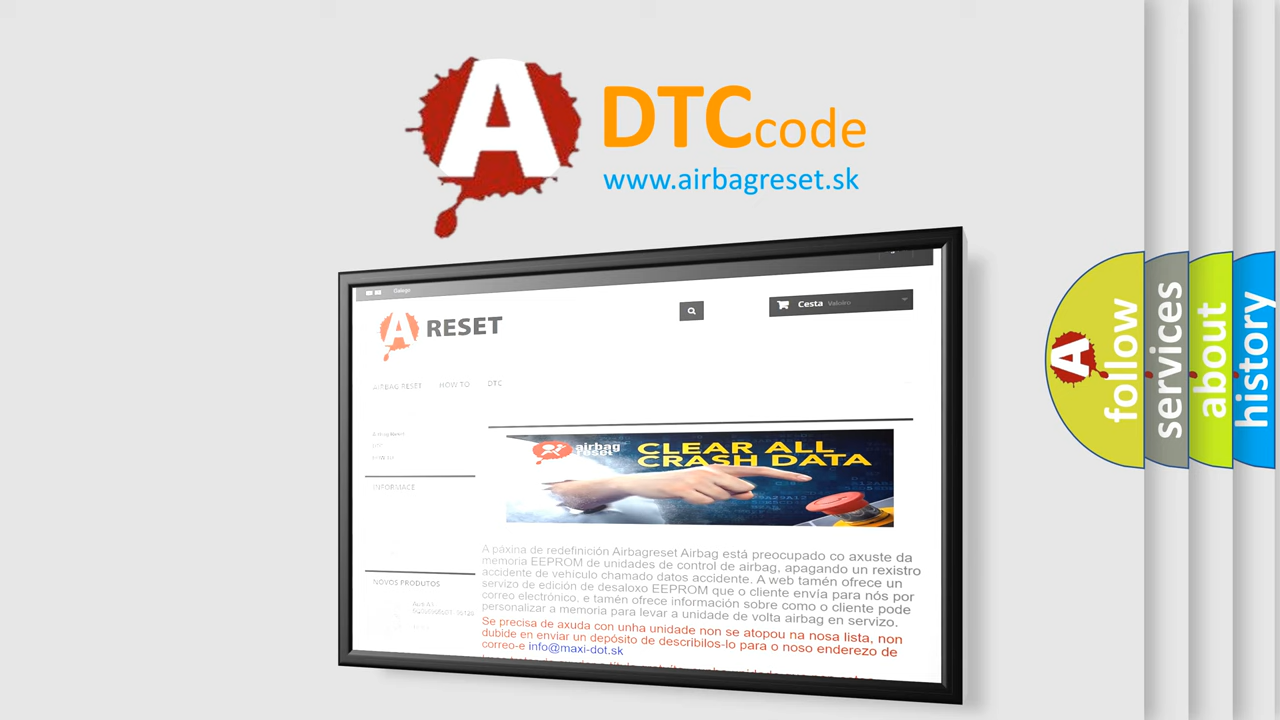 A
DTCcode
www.airbagreset.sk
Galego
A RESET
Cesta Valoiro
AIRBAG RESET HOW TO DTC
INFORMACE
NOVOS PRODUTOS
airbag
reset
CLEAR ALL
CRASH DATA
A páxina de redefinición Airbagreset Airbag está preocupado co axuste da
memoria EEPROM de unidades de control de airbag, apagando un rexistro
accidente de vehículo chamado datos accidente. A web tamén ofrece un
servizo de edición de desaloxo EEPROM que o cliente envía para nós por
correo electrónico, e tamén ofrece información sobre como o cliente pode
personalizar a memoria para levar a unidade de volta airbag en servizo.
Se precisa de axuda con unha unidade non se atopou na nosa lista, non
dubide en enviar un depósito de describilos-lo para o noso enderezo de
correo-e info@maxi-dot.sk
A
follow
services
about
history